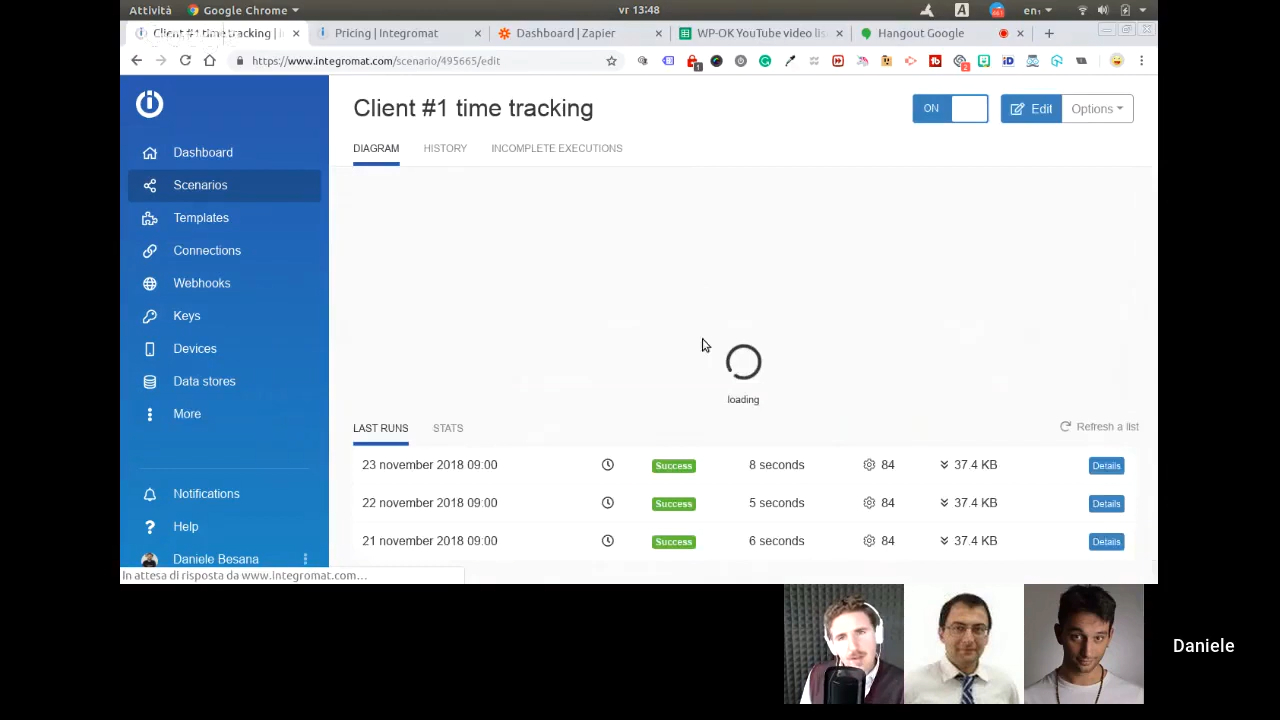 Attività
Google Chrome
vr 13:48
en₁
Client #1 time tracking |
Pricing | Integromat
Dashboard | Zapier
WP-OK YouTube video lis
Hangout Google
https://www.integromat.com/scenario/495665/edit
Client #1 time tracking
ON
Edit
Options
DIAGRAM
HISTORY
INCOMPLETE EXECUTIONS
Dashboard
Scenarios
Templates
Connections
Webhooks
Keys
Devices
Data stores
More
Notifications
Help
Daniele Besana
loading
LAST RUNS
STATS
Refresh a list
23 november 2018 09:00 Success 8 seconds 84 37.4 KB Details
22 november 2018 09:00 Success 5 seconds 84 37.4 KB Details
21 november 2018 09:00 Success 6 seconds 84 37.4 KB Details
In attesa di risposta da www.integromat.com…
Daniele